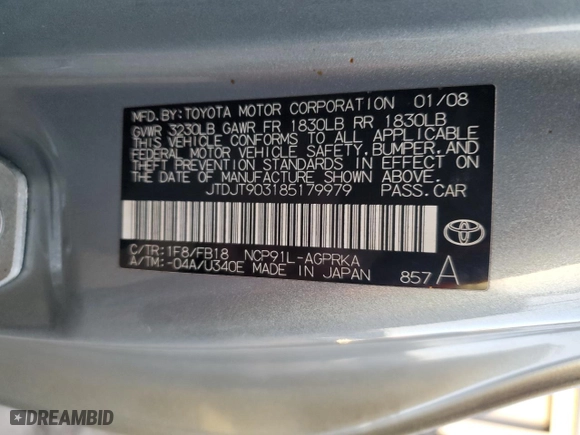 MFD.BY:TOYOTA MOTOR CORPORATION 01/08
GVWR 3230LB GAWR FR 1830LB RR 1830LB
THIS VEHICLE CONFORMS TO ALL APPLICABLE
FEDERAL MOTOR VEHICLE SAFETY, BUMPER, AND
THEFT PREVENTION STANDARDS IN EFFECT ON
THE DATE OF MANUFACTURE SHOWN ABOVE.
JTDJT903185179979 PASS.CAR
C/TR:1F8/FB18 NCP91L-AGPRKA
A/TM:-04A/U340E MADE IN JAPAN
857A
DREAMBID